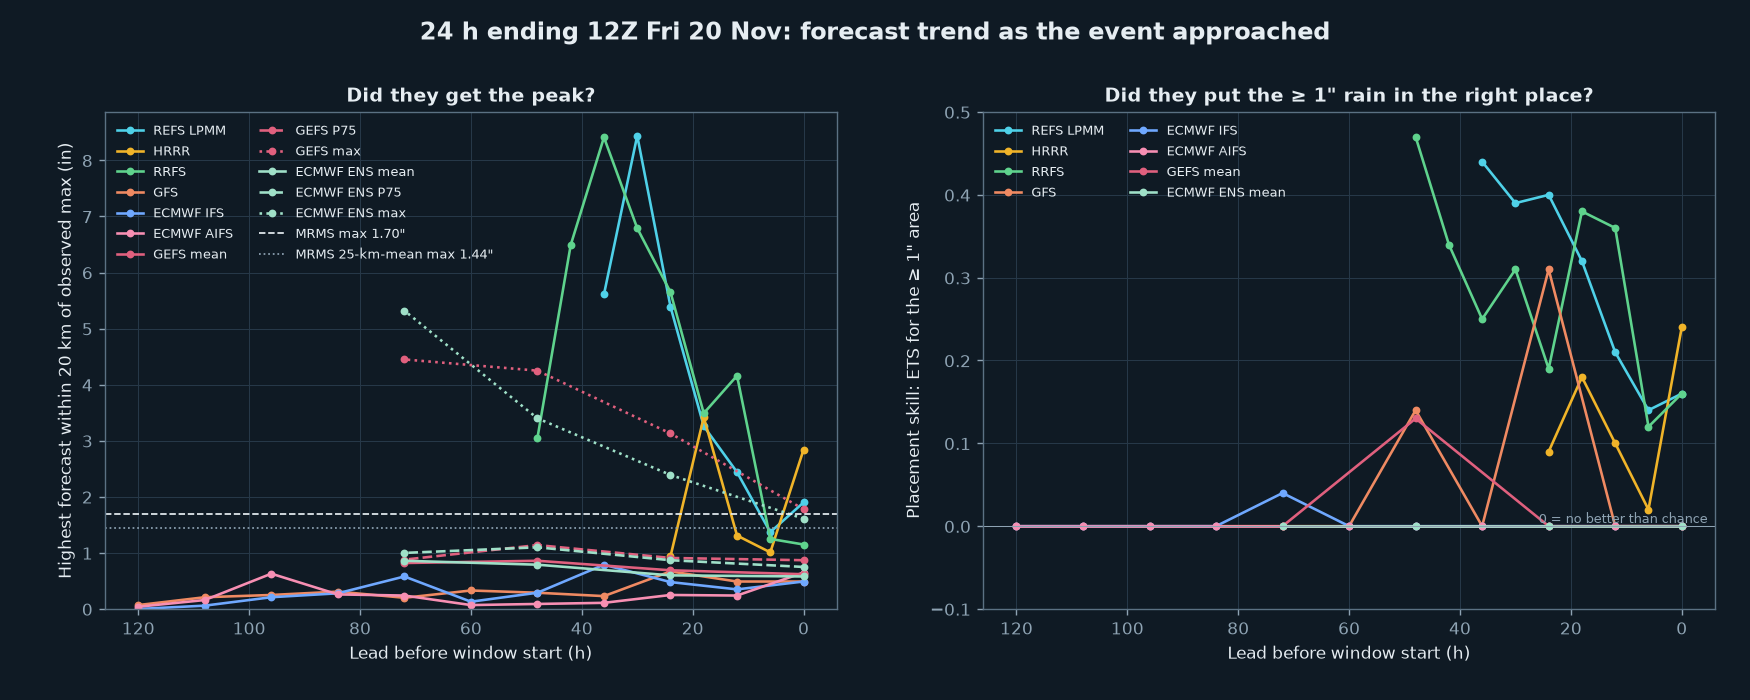 24 h ending 12Z Fri 20 Nov: forecast trend as the event approached
Did they get the peak?
Highest forecast within 20 km of observed max (in)
8
7
6
5
4
3
2
1
0
REFS LPMM
HRRR
RRFS
GFS
ECMWF IFS
ECMWF AIFS
GEFS mean
GEFS P75
GEFS max
ECMWF ENS mean
ECMWF ENS P75
ECMWF ENS max
MRMS max 1.70"
MRMS 25-km-mean max 1.44"
120 100 80 60 40 20 0
Lead before window start (h)
Did they put the ≥ 1" rain in the right place?
Placement skill: ETS for the ≥ 1" area
0.5
0.4
0.3
0.2
0.1
0.0
−0.1
REFS LPMM
HRRR
RRFS
GFS
ECMWF IFS
ECMWF AIFS
GEFS mean
ECMWF ENS mean
0 = no better than chance
120 100 80 60 40 20 0
Lead before window start (h)